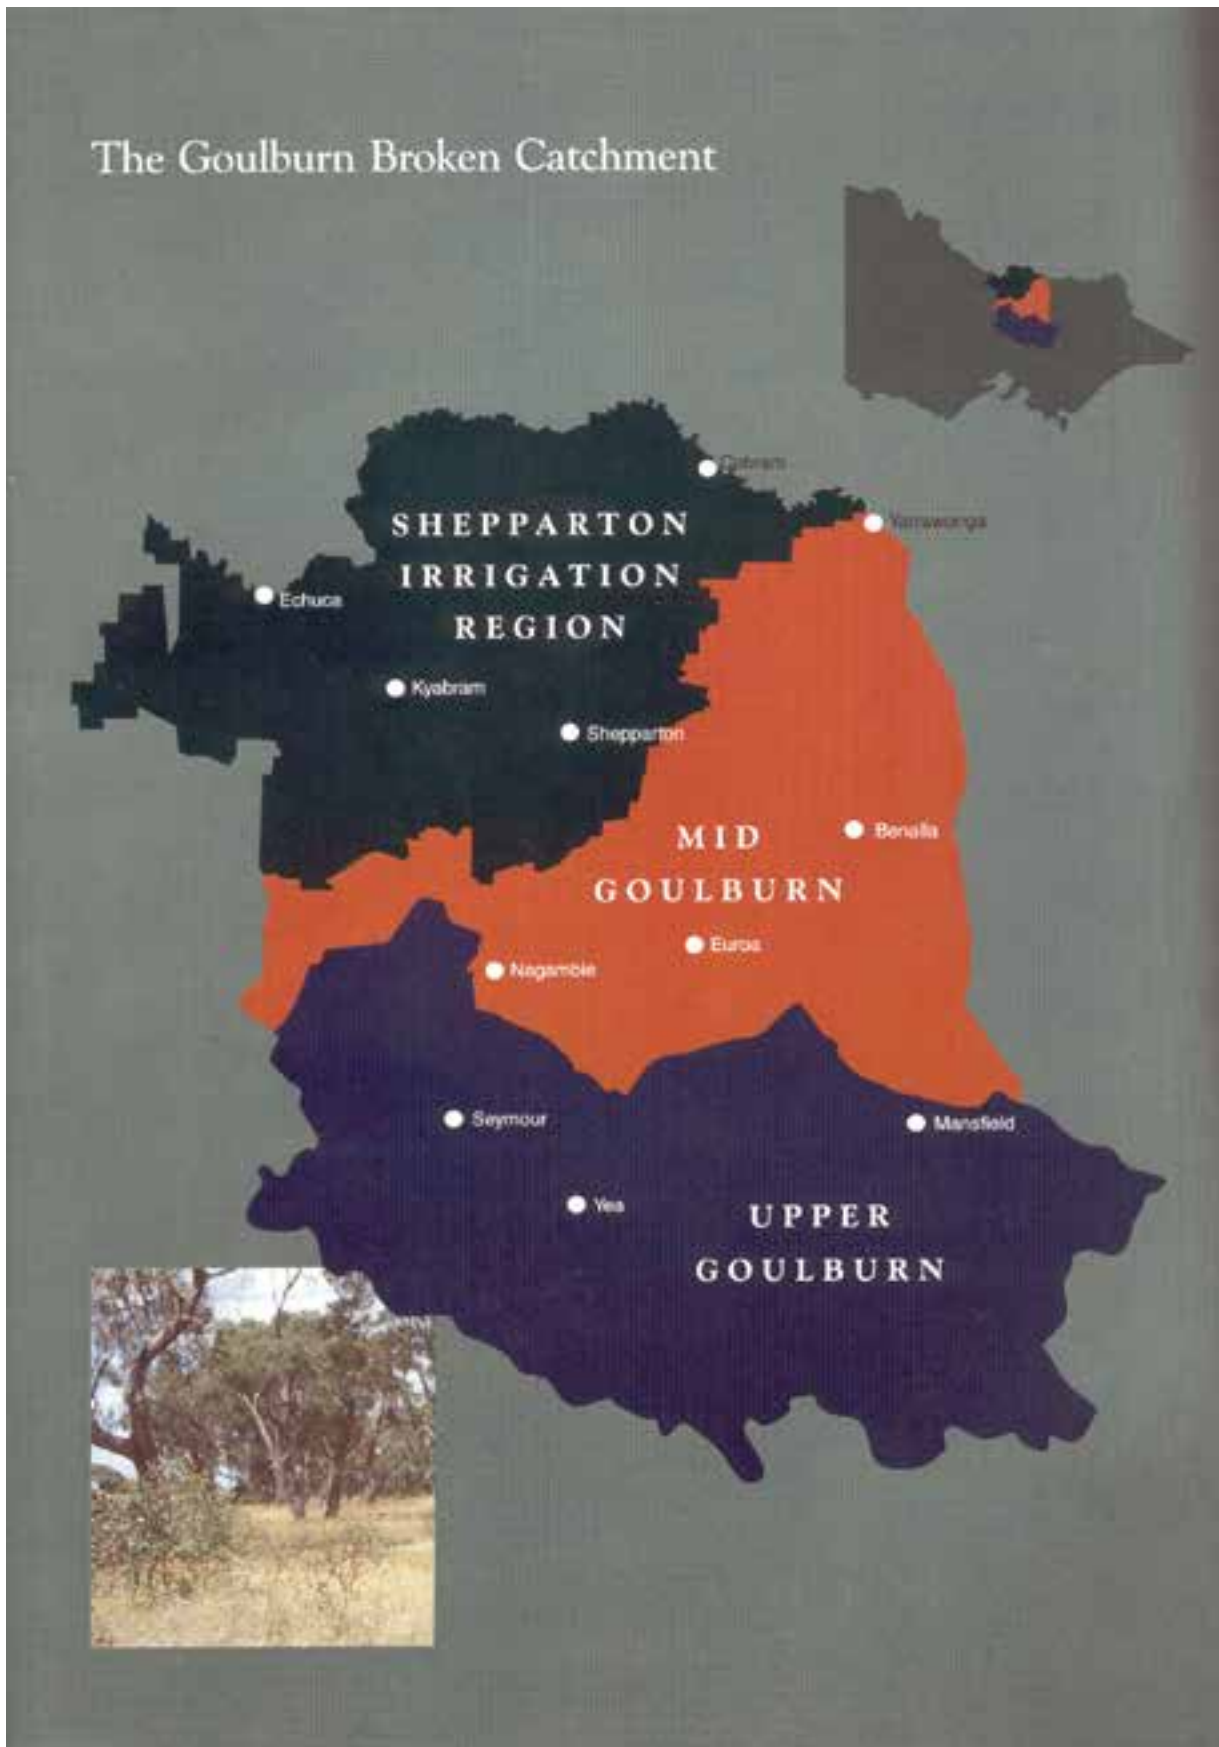 The Goulburn Broken Catchment
Cobram
SHEPPARTON
Yarrawonga
IRRIGATION
Echuca
REGION
Kyabram
Shepparton
MID
Benalla
GOULBURN
Euroa
Nagambie
Seymour
Mansfield
Yea
UPPER
GOULBURN